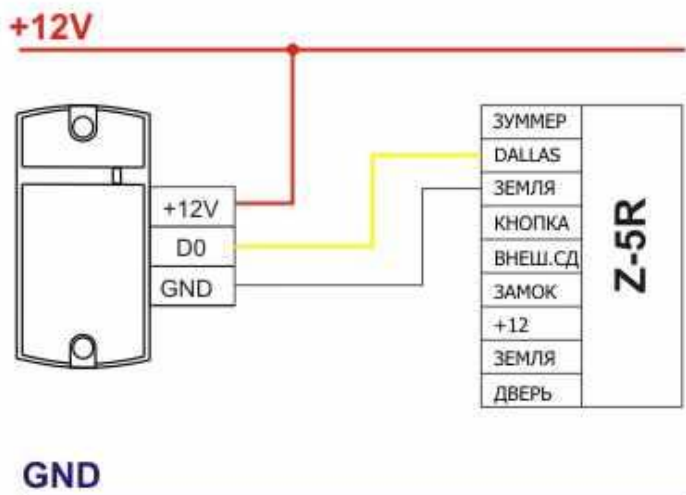 +12V
+12V
D0
GND
ЗУММЕР
DALLAS
ЗЕМЛЯ
КНОПКА
ВНЕШ.СД
ЗАМОК
+12
ЗЕМЛЯ
ДВЕРЬ
Z-5R
GND